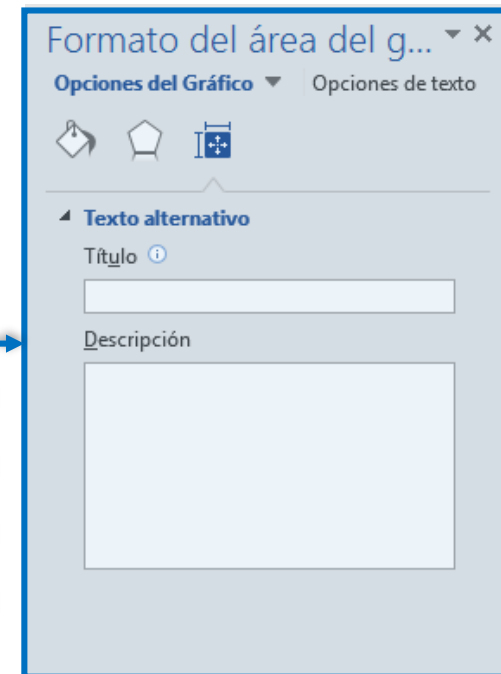 Formato del área del g...
Opciones del Gráfico Opciones de texto
Texto alternativo
Título
Descripción